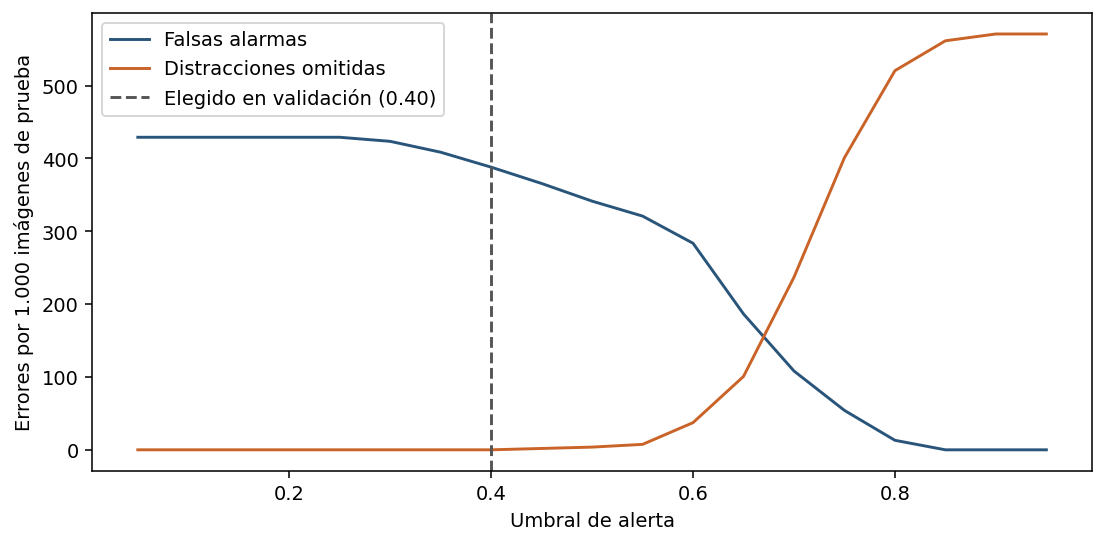 Falsas alarmas
Distracciones omitidas
Elegido en validación (0.40)
Errores por 1.000 imágenes de prueba
500
400
300
200
100
0
0.2
0.4
0.6
0.8
Umbral de alerta